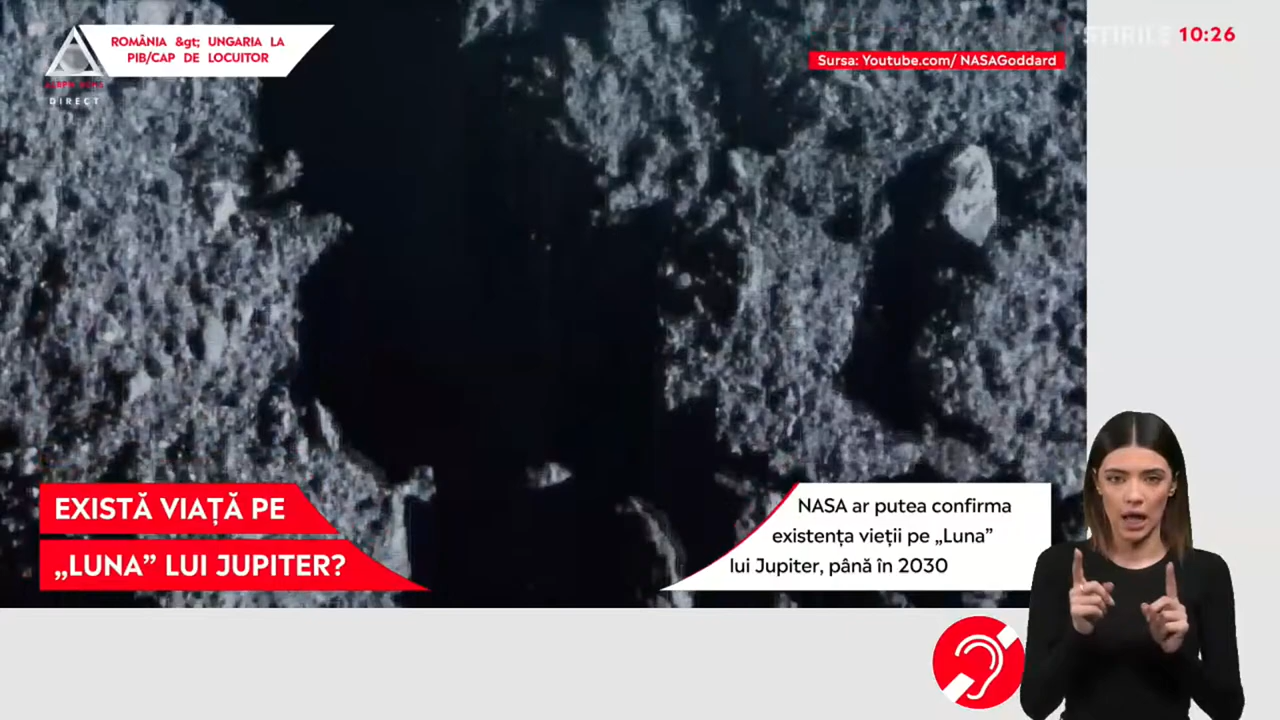 ROMÂNIA &gt; UNGARIA LA
PIB/CAP DE LOCUITOR
DIRECT
ȘTIRILE 10:26
Sursa: Youtube.com/ NASAGoddard
EXISTĂ VIAȚĂ PE
„LUNA” LUI JUPITER?
NASA ar putea confirma
existența vieții pe „Luna”
lui Jupiter, până în 2030